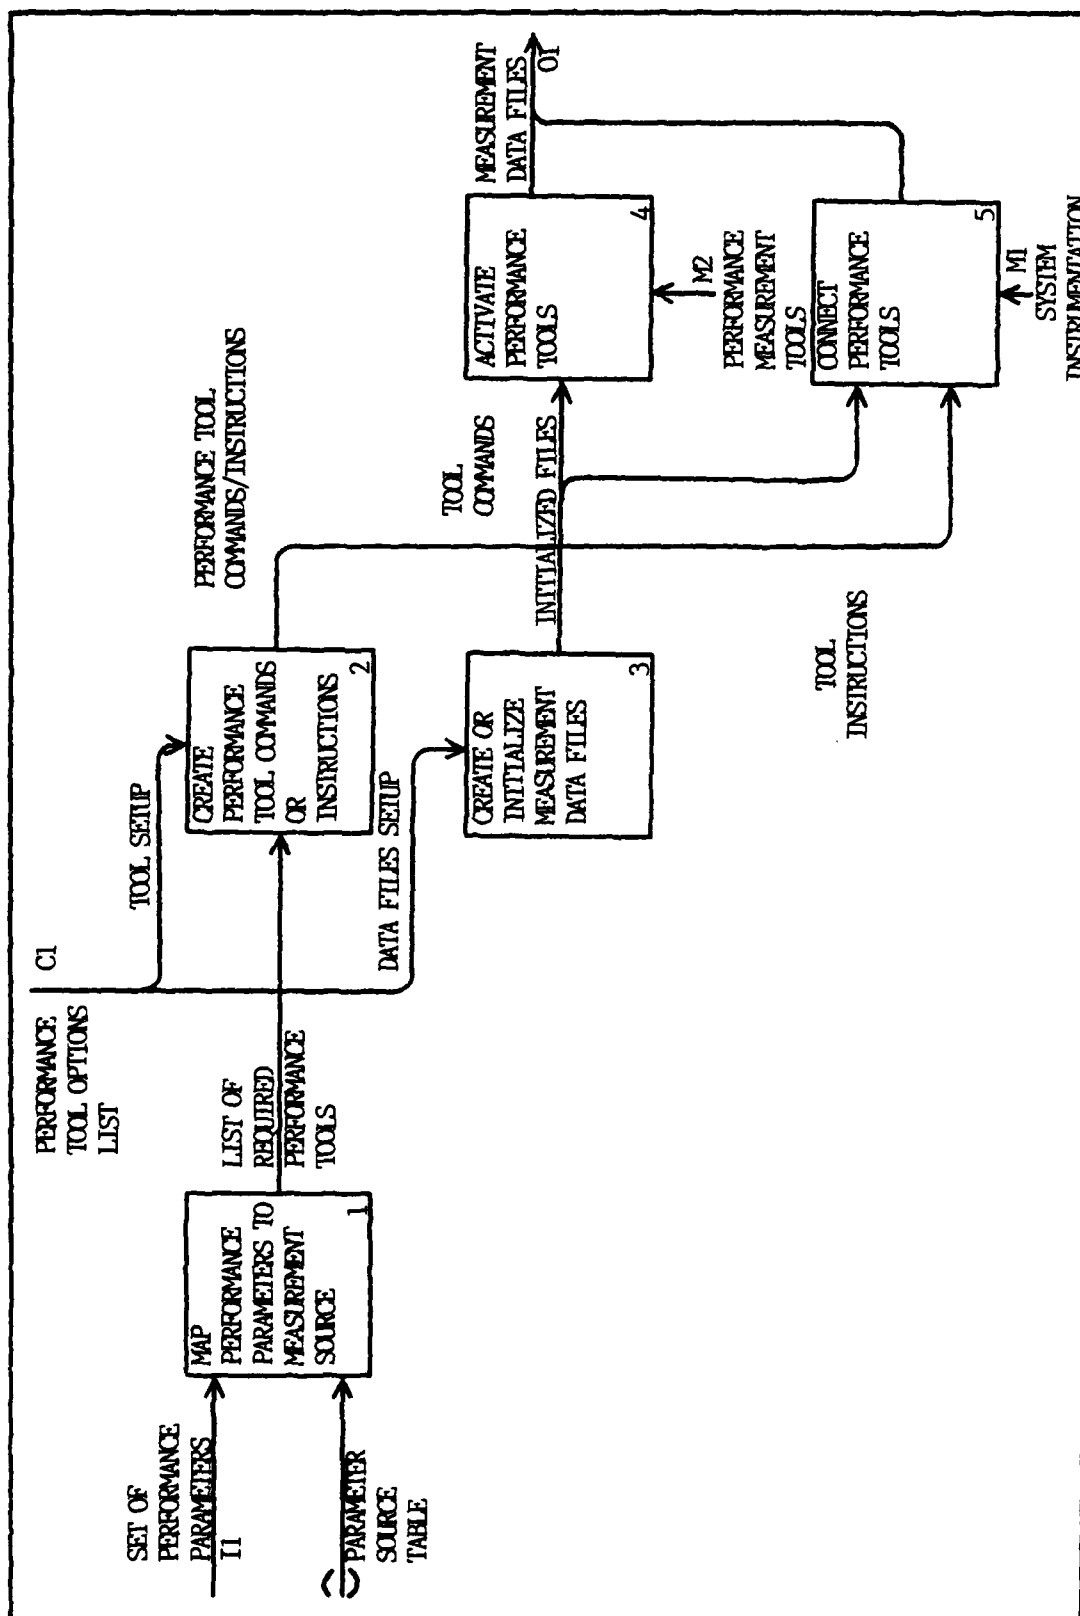 SET OF
PERFORMANCE
PARAMETERS
I1
PARAMETER
SOURCE
TABLE
MAP
PERFORMANCE
PARAMETERS TO
MEASUREMENT
SOURCE
1
LIST OF
REQUIRED
PERFORMANCE
TOOLS
PERFORMANCE
TOOL OPTIONS
LIST
C1
TOOL SETUP
DATA FILES SETUP
CREATE
PERFORMANCE
TOOL COMMANDS
OR
INSTRUCTIONS
2
PERFORMANCE TOOL
COMMANDS/INSTRUCTIONS
CREATE OR
INITIALIZE
MEASUREMENT
DATA FILES
3
TOOL
COMMANDS
INITIALIZED FILES
TOOL
INSTRUCTIONS
ACTIVATE
PERFORMANCE
TOOLS
4
MEASUREMENT
DATA FILES
O1
M2
PERFORMANCE
MEASUREMENT
TOOLS
CONNECT
PERFORMANCE
TOOLS
5
M1
SYSTEM
INSTRUMENTATION